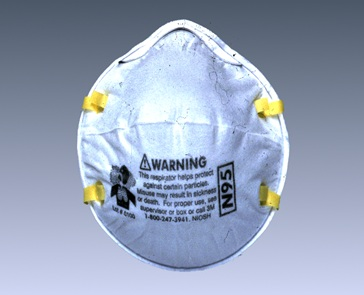 ⚠WARNING
This respirator helps protect
against certain particles.
Misuse may result in sickness
or death. For proper use, see
supervisor or box or call 3M
1-800-247-3941. NIOSH
N95